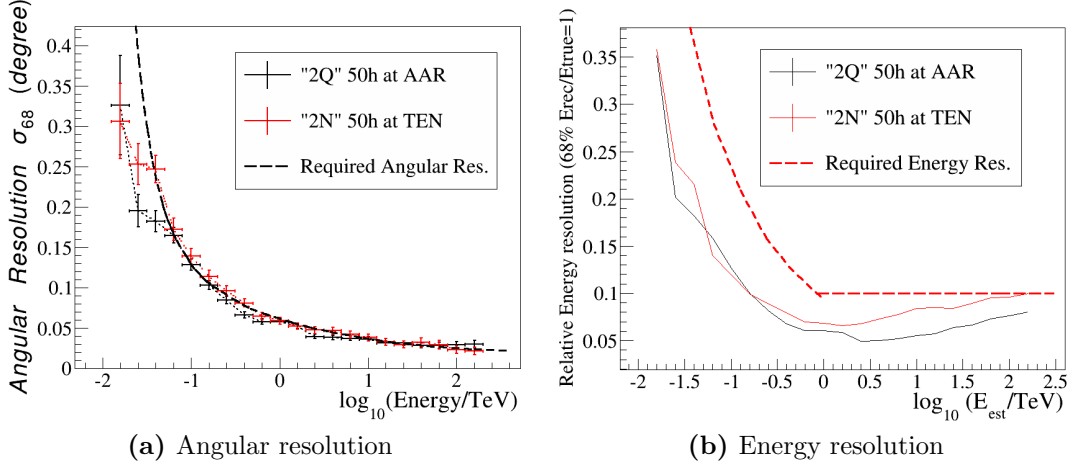 Angular Resolution σ68 (degree)
0.4
0.35
0.3
0.25
0.2
0.15
0.1
0.05
0
"2Q" 50h at AAR
"2N" 50h at TEN
Required Angular Res.
-2
-1
0
1
2
log10(Energy/TeV)
(a) Angular resolution
Relative Energy resolution (68% Erec/Etrue=1)
0.35
0.3
0.25
0.2
0.15
0.1
0.05
"2Q" 50h at AAR
"2N" 50h at TEN
Required Energy Res.
-2
-1.5
-1
-0.5
0
0.5
1
1.5
2
2.5
log10 (Eest/TeV)
(b) Energy resolution